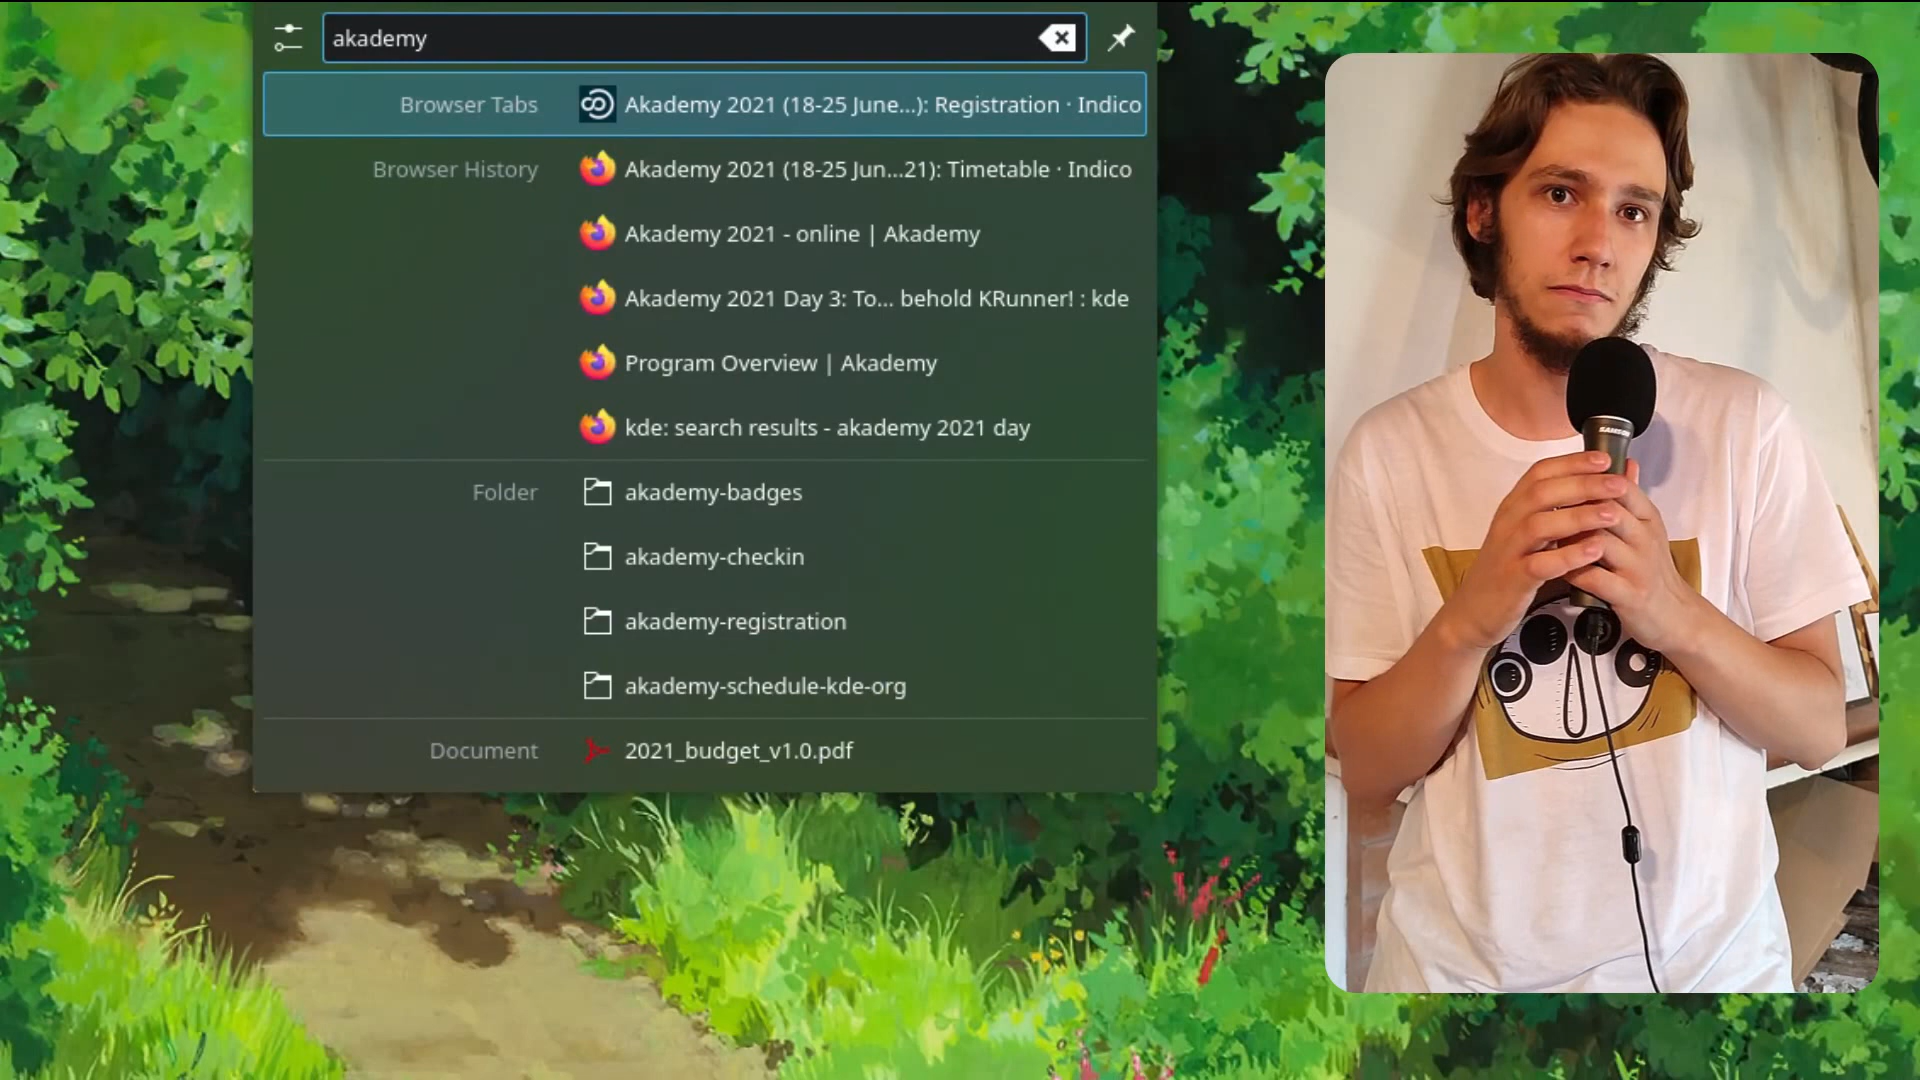 akademy
Browser Tabs Akademy 2021 (18-25 June...): Registration · Indico
Browser History Akademy 2021 (18-25 Jun...21): Timetable · Indico
Akademy 2021 - online | Akademy
Akademy 2021 Day 3: To... behold KRunner! : kde
Program Overview | Akademy
kde: search results - akademy 2021 day
Folder akademy-badges
akademy-checkin
akademy-registration
akademy-schedule-kde-org
Document 2021_budget_v1.0.pdf
SAMSON